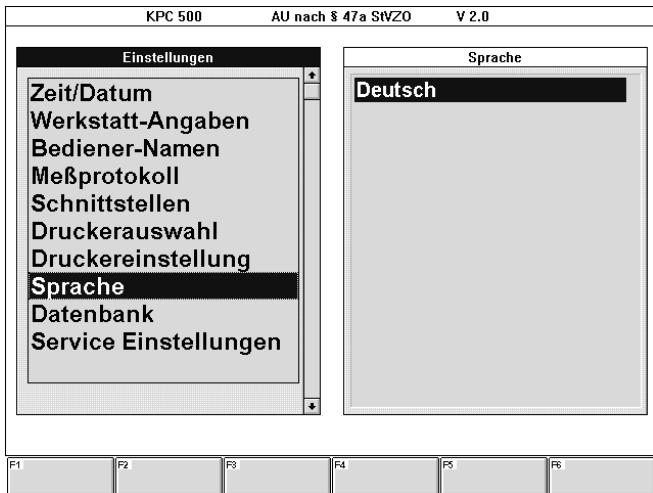 KPC 500 AU nach § 47a StVZO V 2.0
Einstellungen
Zeit/Datum
Werkstatt-Angaben
Bediener-Namen
Meßprotokoll
Schnittstellen
Druckerauswahl
Druckereinstellung
Sprache
Datenbank
Service Einstellungen
Sprache
Deutsch
F1 F2 F3 F4 F5 F6